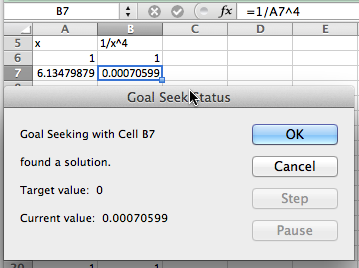 B7 fx =1/A7^4
A B C D E
5 x 1/x^4
6 1 1
7 6.13479879 0.00070599
Goal Seek Status
Goal Seeking with Cell B7
found a solution.
Target value: 0
Current value: 0.00070599
OK
Cancel
Step
Pause
20 1 1